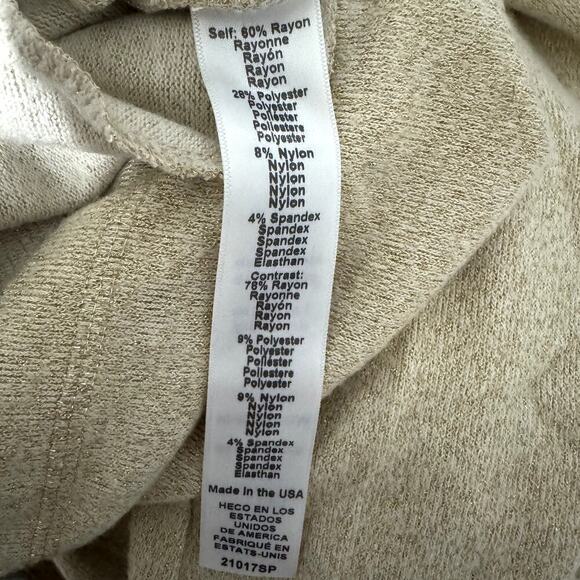 Self: 60% Rayon
Rayonne
Rayón
Rayon
Rayon
28% Polyester
Polyester
Poliéster
Poliestere
Polyester
8% Nylon
Nylon
Nylon
Nylon
Nylon
4% Spandex
Spandex
Spandex
Spandex
Elasthan
Contrast:
78% Rayon
Rayonne
Rayón
Rayon
Rayon
9% Polyester
Polyester
Poliéster
Poliestere
Polyester
9% Nylon
Nylon
Nylon
Nylon
Nylon
4% Spandex
Spandex
Spandex
Spandex
Elasthan
Made in the USA
HECO EN LOS
ESTADOS
UNIDOS
DE AMERICA
FABRIQUÉ EN
ESTATS-UNIS
21017SP